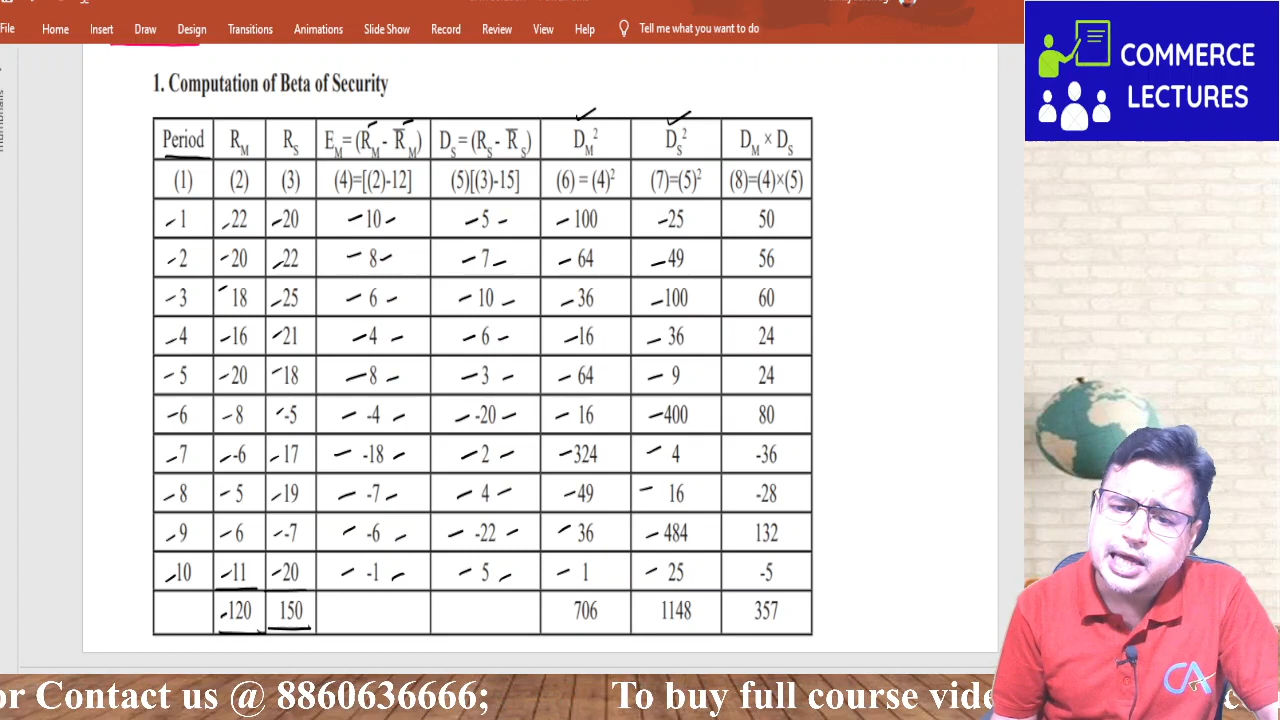 File Home Insert Draw Design Transitions Animations Slide Show Record Review View Help Tell me what you want to do
COMMERCE
LECTURES
1. Computation of Beta of Security
Period R_M R_S E_M=(R_M-R̅_M) D_S=(R_S-R̅_S) D_M² D_S² D_M × D_S
(1) (2) (3) (4)=[(2)-12] (5)[(3)-15] (6) = (4)² (7)=(5)² (8)=(4)×(5)
1 22 20 10 5 100 25 50
2 20 22 8 7 64 49 56
3 18 25 6 10 36 100 60
4 16 21 4 6 16 36 24
5 20 18 8 3 64 9 24
6 8 -5 -4 -20 16 400 80
7 -6 17 -18 2 324 4 -36
8 5 19 -7 4 49 16 -28
9 6 -7 -6 -22 36 484 132
10 11 20 -1 5 1 25 -5
120 150 706 1148 357
CA
or Contact us @ 8860636666; To buy full course vide